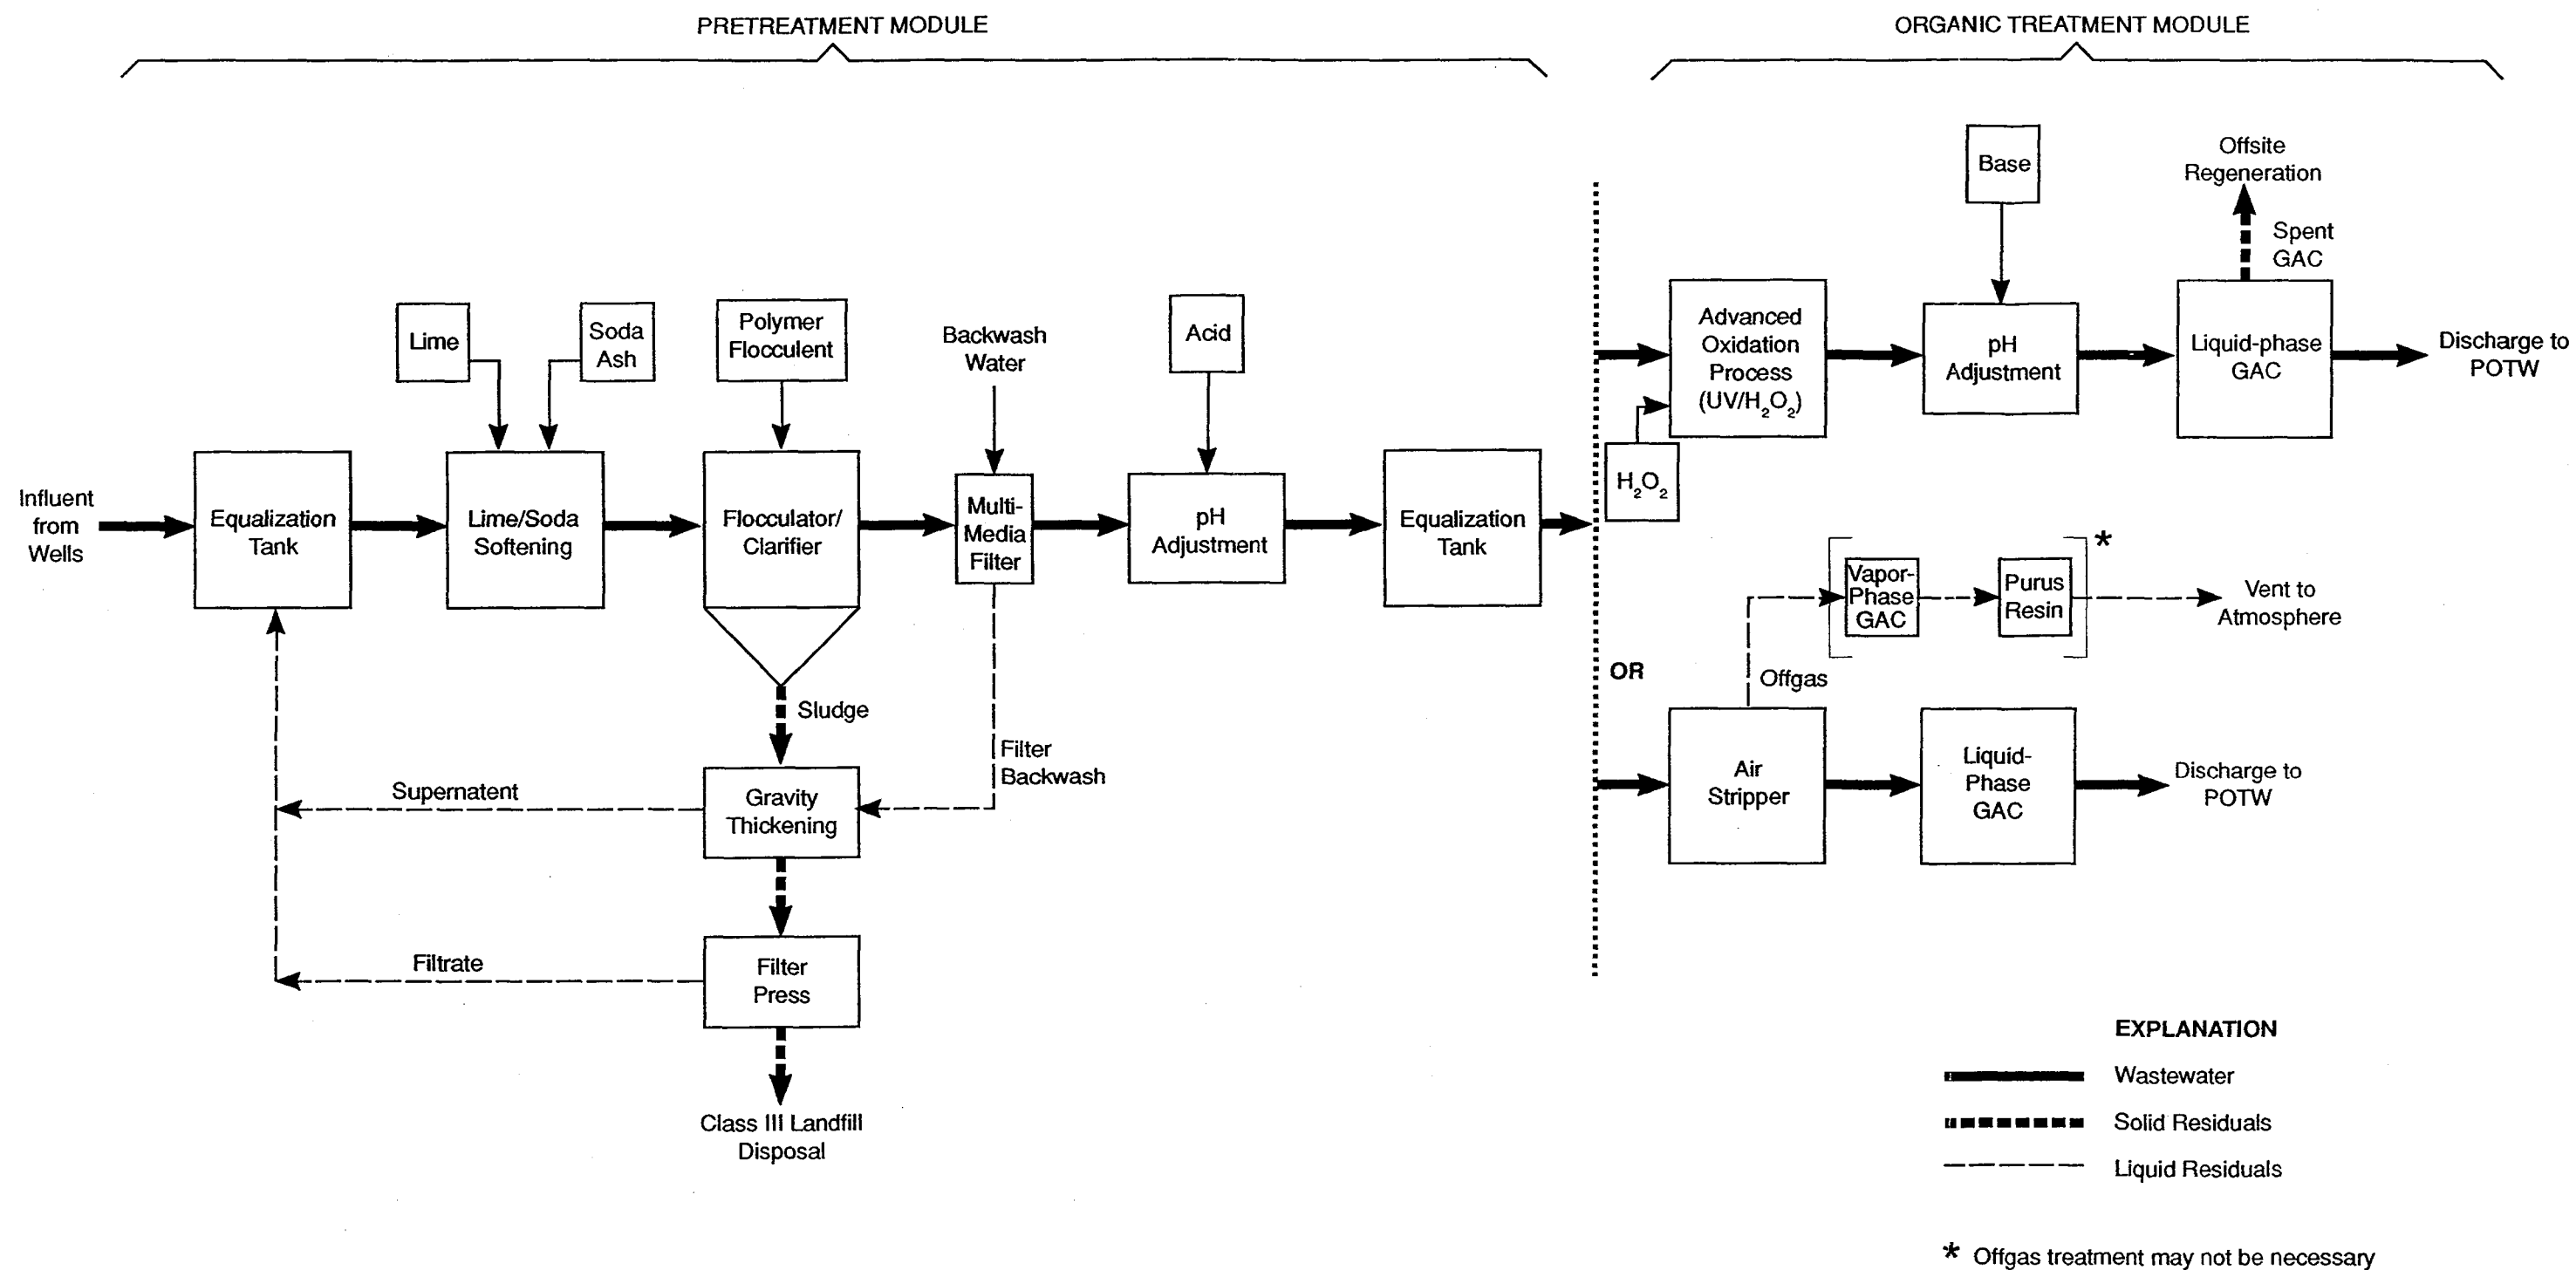 PRETREATMENT MODULE
ORGANIC TREATMENT MODULE
Influent
from
Wells
Equalization
Tank
Lime
Soda
Ash
Lime/Soda
Softening
Polymer
Flocculent
Flocculator/
Clarifier
Backwash
Water
Multi-
Media
Filter
Acid
pH
Adjustment
Equalization
Tank
Sludge
Filter
Backwash
Supernatent
Gravity
Thickening
Filtrate
Filter
Press
Class III Landfill
Disposal
H₂O₂
Advanced
Oxidation
Process
(UV/H₂O₂)
Base
pH
Adjustment
Offsite
Regeneration
Spent
GAC
Liquid-phase
GAC
Discharge to
POTW
OR
Offgas
Vapor-
Phase
GAC
Purus
Resin
*
Vent to
Atmosphere
Air
Stripper
Liquid-
Phase
GAC
Discharge to
POTW
EXPLANATION
Wastewater
Solid Residuals
Liquid Residuals
* Offgas treatment may not be necessary